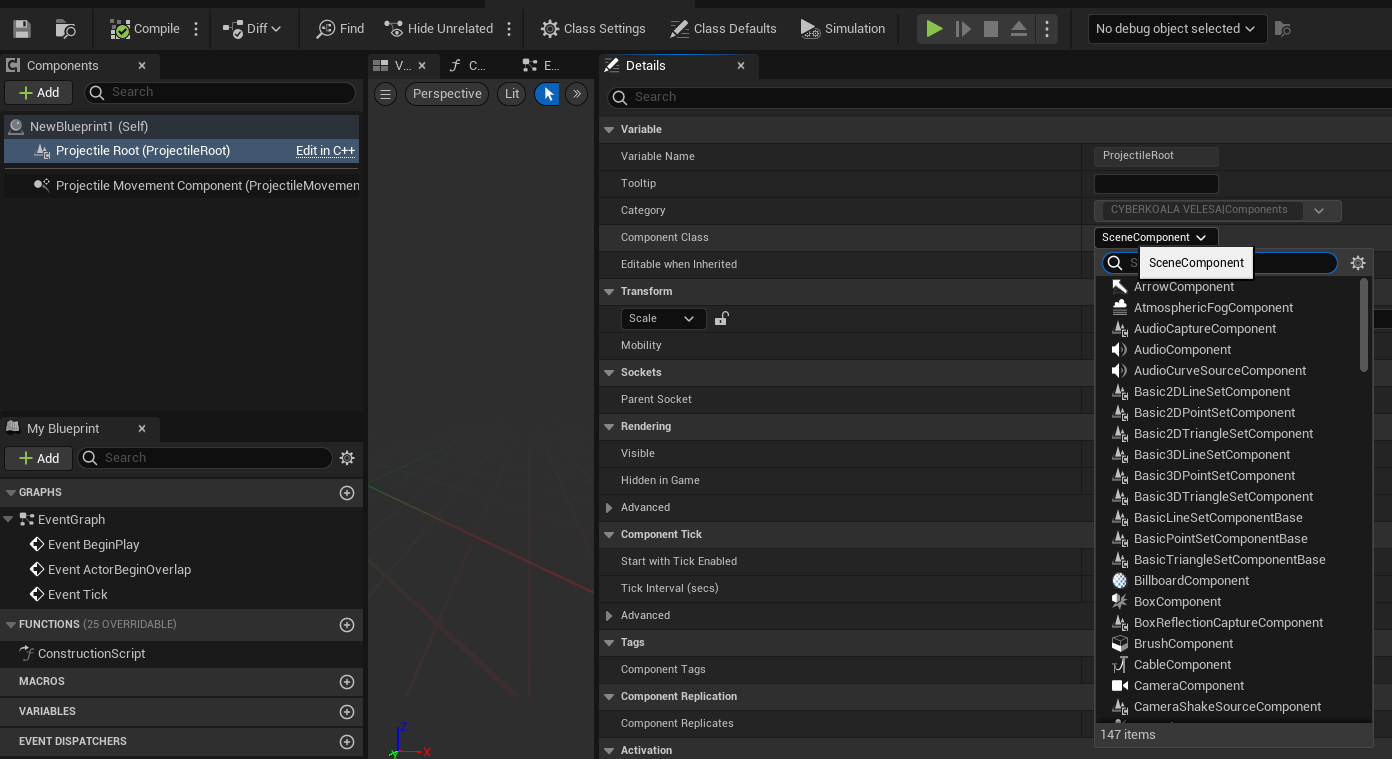 Compile
Diff
Find
Hide Unrelated
Class Settings
Class Defaults
Simulation
No debug object selected
Components
Add
Search
NewBlueprint1 (Self)
Projectile Root (ProjectileRoot)
Edit in C++
Projectile Movement Component (ProjectileMovemen
My Blueprint
Add
Search
GRAPHS
EventGraph
Event BeginPlay
Event ActorBeginOverlap
Event Tick
FUNCTIONS (25 OVERRIDABLE)
ConstructionScript
MACROS
VARIABLES
EVENT DISPATCHERS
V...
C...
E...
Perspective
Lit
Z
X
Details
Search
Variable
Variable Name
ProjectileRoot
Tooltip
Category
CYBERKOALA VELESA|Components
Component Class
SceneComponent
Editable when Inherited
Transform
Scale
Mobility
Sockets
Parent Socket
Rendering
Visible
Hidden in Game
Advanced
Component Tick
Start with Tick Enabled
Tick Interval (secs)
Advanced
Tags
Component Tags
Component Replication
Component Replicates
Activation
SceneComponent
ArrowComponent
AtmosphericFogComponent
AudioCaptureComponent
AudioComponent
AudioCurveSourceComponent
Basic2DLineSetComponent
Basic2DPointSetComponent
Basic2DTriangleSetComponent
Basic3DLineSetComponent
Basic3DPointSetComponent
Basic3DTriangleSetComponent
BasicLineSetComponentBase
BasicPointSetComponentBase
BasicTriangleSetComponentBase
BillboardComponent
BoxComponent
BoxReflectionCaptureComponent
BrushComponent
CableComponent
CameraComponent
CameraShakeSourceComponent
147 items